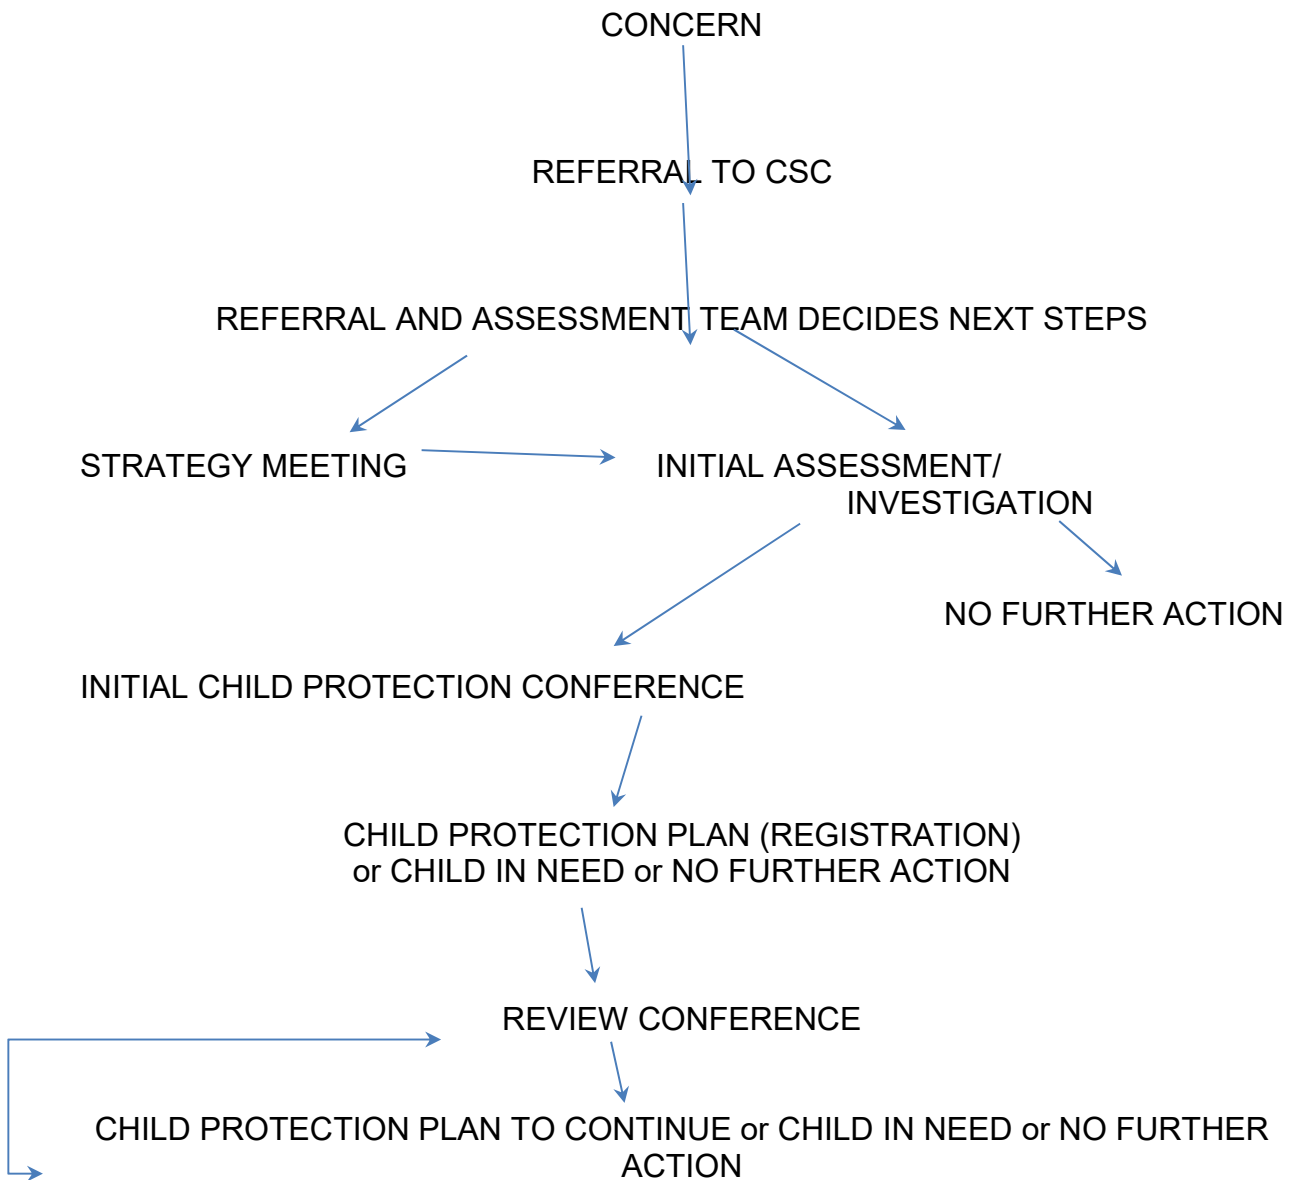 CONCERN
REFERRAL TO CSC
REFERRAL AND ASSESSMENT TEAM DECIDES NEXT STEPS
STRATEGY MEETING
INITIAL ASSESSMENT/
INVESTIGATION
NO FURTHER ACTION
INITIAL CHILD PROTECTION CONFERENCE
CHILD PROTECTION PLAN (REGISTRATION)
or CHILD IN NEED or NO FURTHER ACTION
REVIEW CONFERENCE
CHILD PROTECTION PLAN TO CONTINUE or CHILD IN NEED or NO FURTHER
ACTION